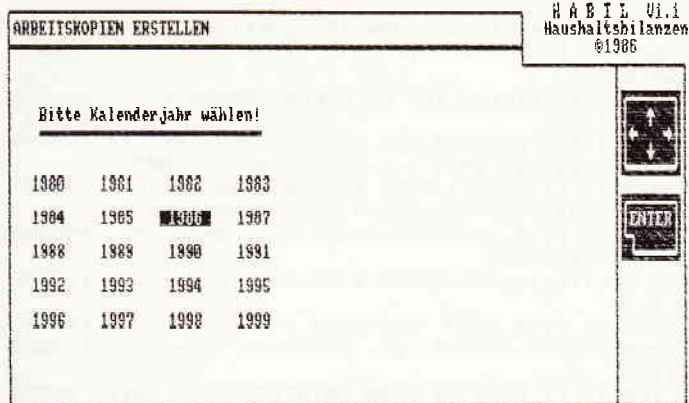 HABIL V1.1
ARBEITSKOPIEN ERSTELLEN
Haushaltsbilanzen
©1986
Bitte Kalenderjahr wählen!
1980 1981 1982 1983
1984 1985 1986 1987
1988 1989 1990 1991
1992 1993 1994 1995
1996 1997 1998 1999
ENTER